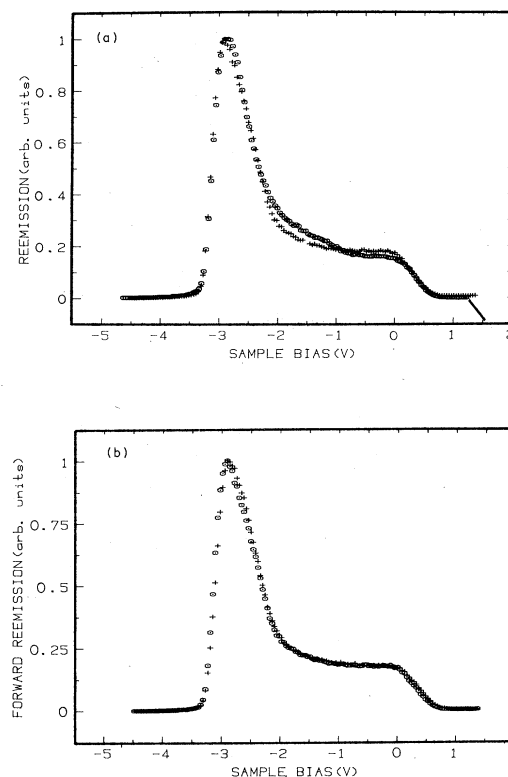 (a)
REEMISSION(arb. units)
1
0.8
0.6
0.4
0.2
0
−5 −4 −3 −2 −1 0 1 2
SAMPLE BIAS(V)
(b)
FORWARD REEMISSION(arb. units)
1
0.75
0.5
0.25
0
−5 −4 −3 −2 −1 0 1
SAMPLE BIAS(V)